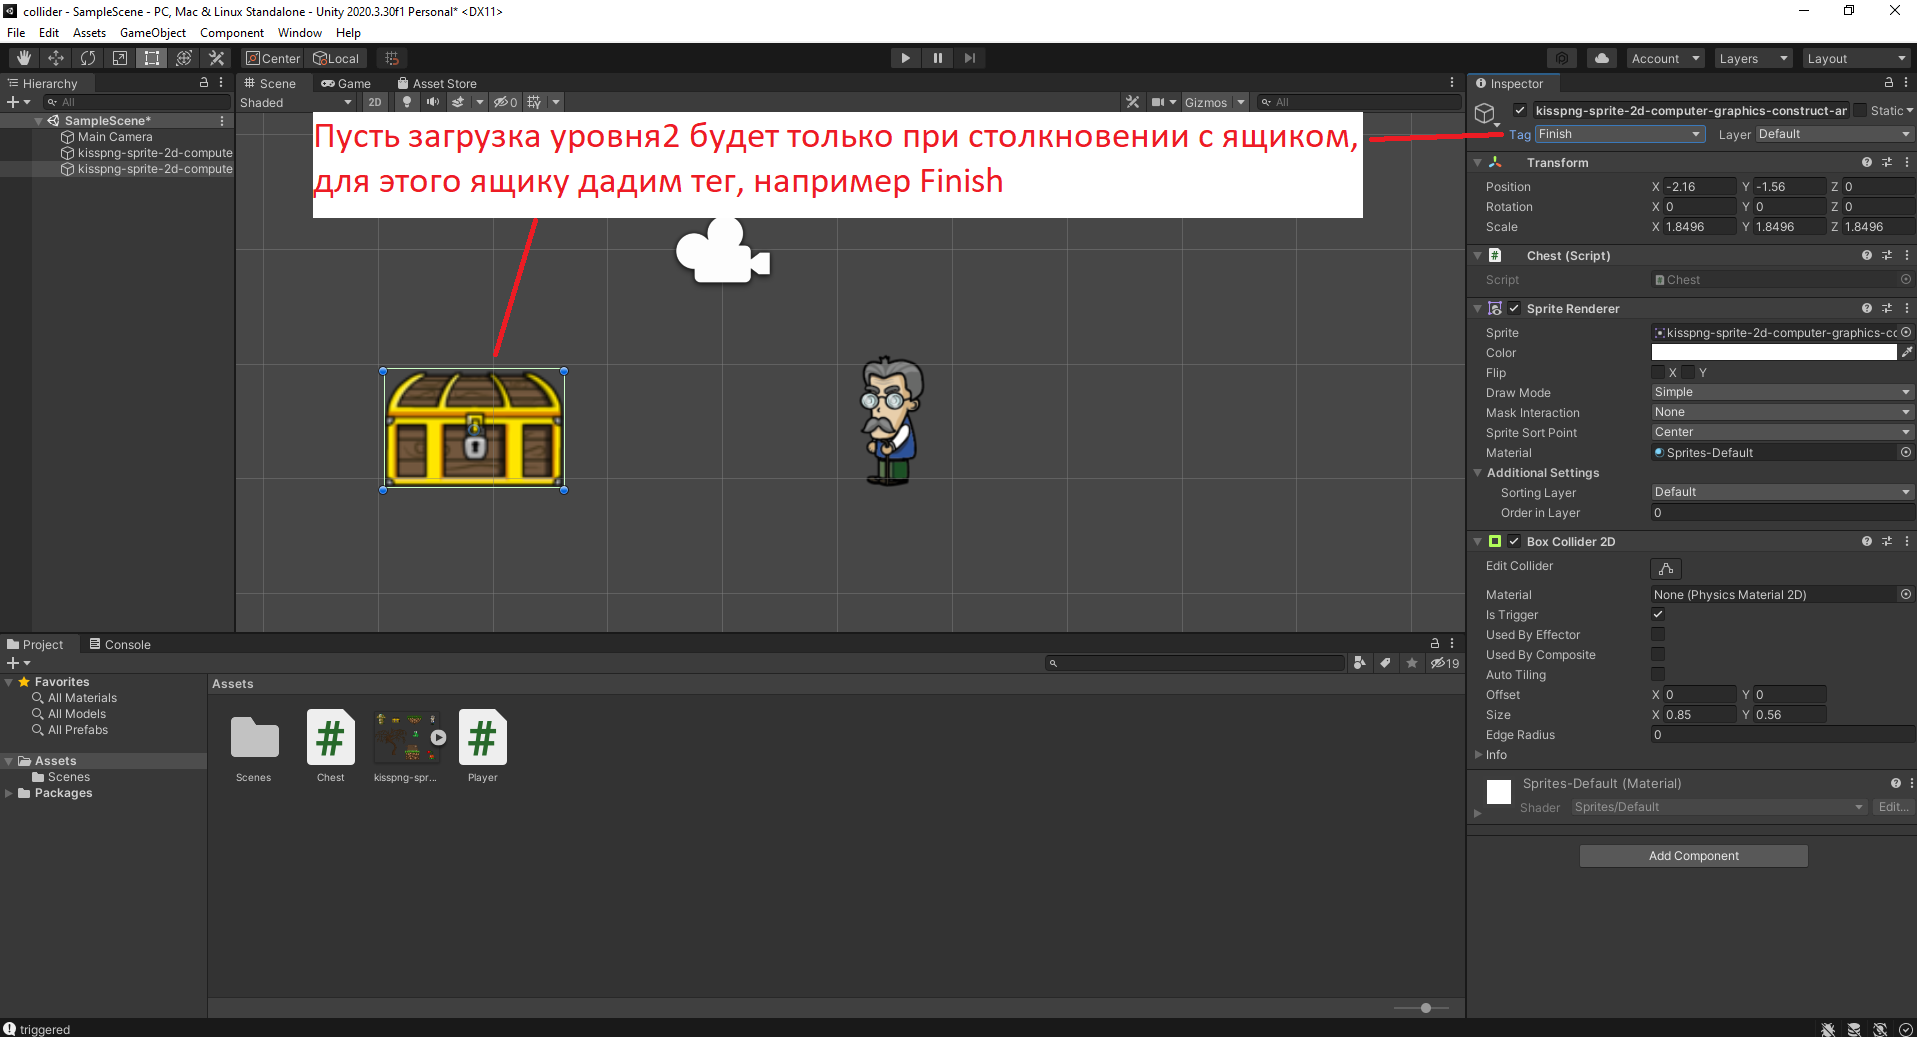 collider - SampleScene - PC, Mac & Linux Standalone - Unity 2020.3.30f1 Personal* <DX11>
File Edit Assets GameObject Component Window Help
Center Local Account Layers Layout
Hierarchy
All
SampleScene*
Main Camera
kisspng-sprite-2d-compute
kisspng-sprite-2d-compute
Scene Game Asset Store
Shaded 2D 0 Gizmos All
Пусть загрузка уровня2 будет только при столкновении с ящиком,
для этого ящику дадим тег, например Finish
Inspector
kisspng-sprite-2d-computer-graphics-construct-ar Static
Tag Finish Layer Default
Transform
Position X -2.16 Y -1.56 Z 0
Rotation X 0 Y 0 Z 0
Scale X 1.8496 Y 1.8496 Z 1.8496
# Chest (Script)
Script Chest
Sprite Renderer
Sprite kisspng-sprite-2d-computer-graphics-co
Color
Flip X Y
Draw Mode Simple
Mask Interaction None
Sprite Sort Point Center
Material Sprites-Default
Additional Settings
Sorting Layer Default
Order in Layer 0
Box Collider 2D
Edit Collider
Material None (Physics Material 2D)
Is Trigger
Used By Effector
Used By Composite
Auto Tiling
Offset X 0 Y 0
Size X 0.85 Y 0.56
Edge Radius 0
Info
Sprites-Default (Material)
Shader Sprites/Default Edit...
Add Component
Project Console
19
Favorites
All Materials
All Models
All Prefabs
Assets
Scenes
Packages
Assets
# #
Scenes Chest kisspng-spr... Player
triggered